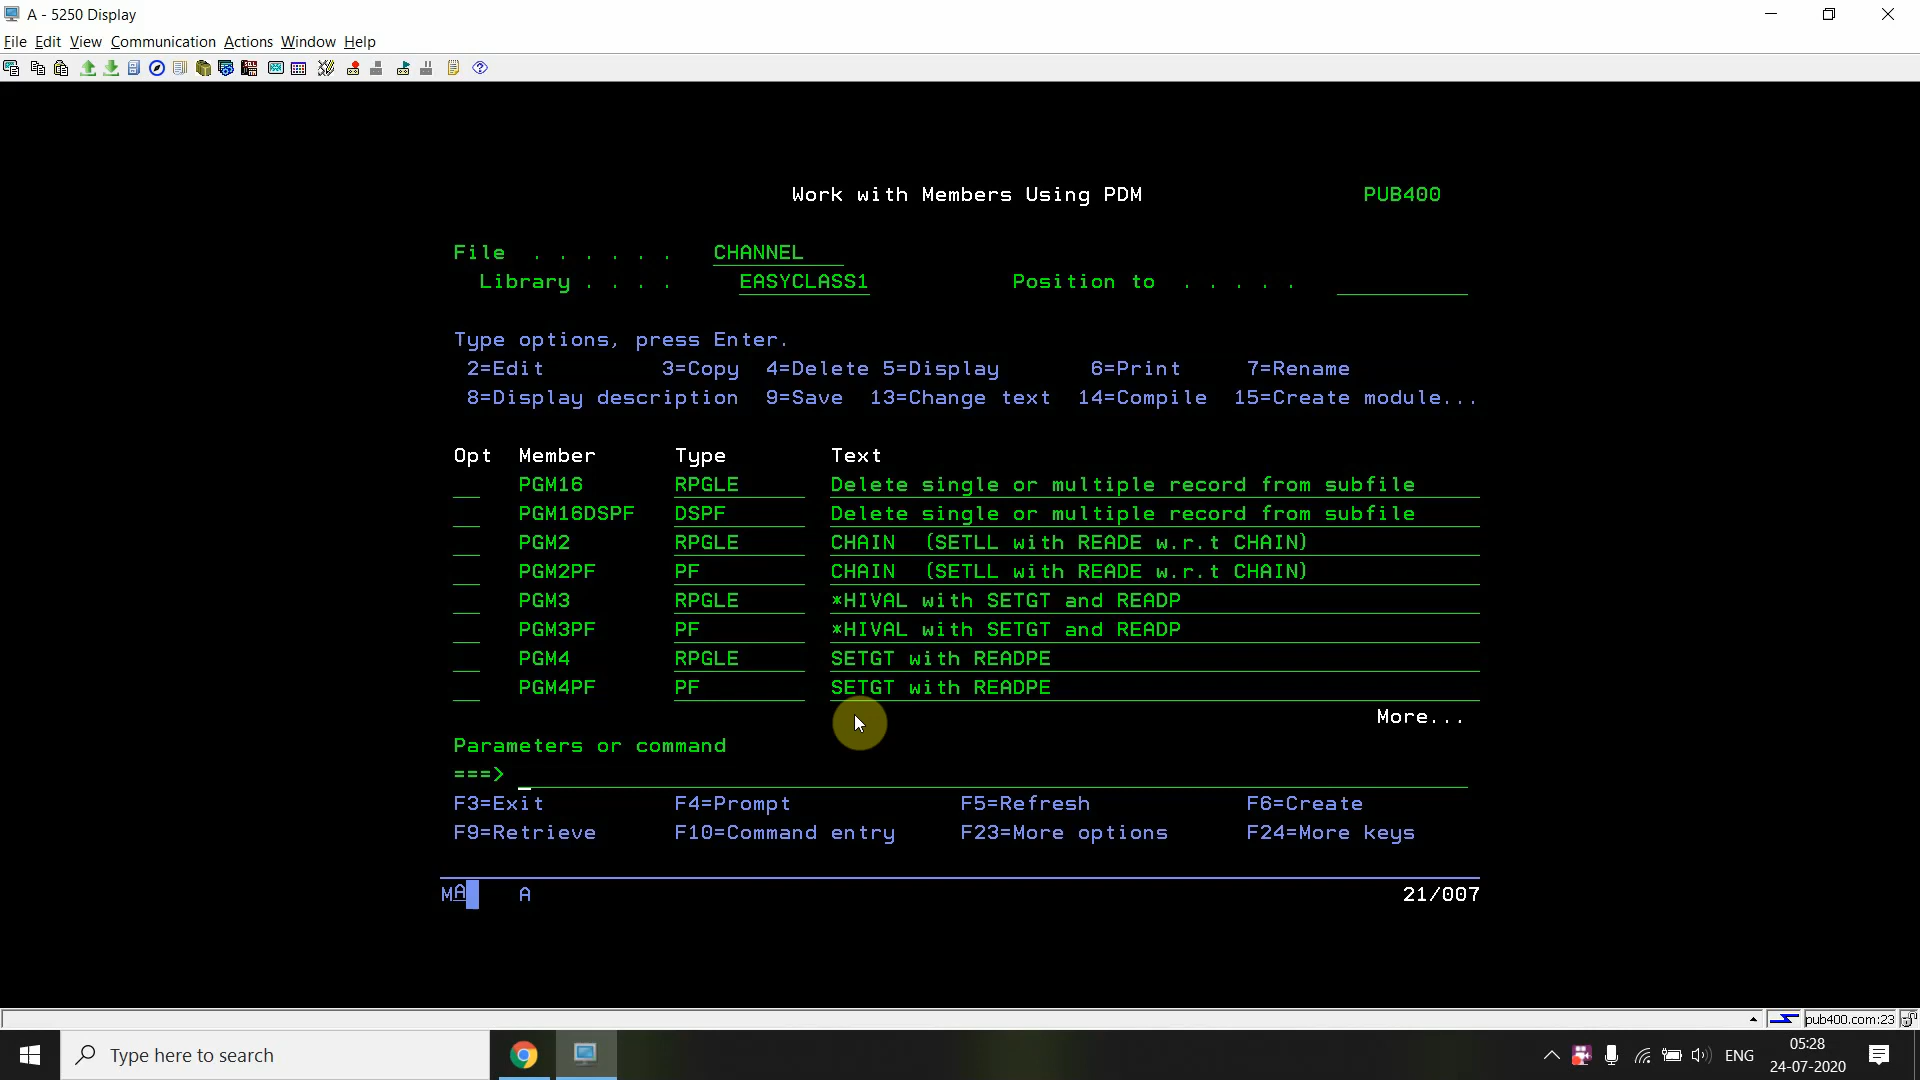 A - 5250 Display
File Edit View Communication Actions Window Help
Work with Members Using PDM PUB400
File . . . . . . CHANNEL
Library . . . . EASYCLASS1 Position to . . . . .
Type options, press Enter.
2=Edit 3=Copy 4=Delete 5=Display 6=Print 7=Rename
8=Display description 9=Save 13=Change text 14=Compile 15=Create module...
Opt Member Type Text
PGM16 RPGLE Delete single or multiple record from subfile
PGM16DSPF DSPF Delete single or multiple record from subfile
PGM2 RPGLE CHAIN (SETLL with READE w.r.t CHAIN)
PGM2PF PF CHAIN (SETLL with READE w.r.t CHAIN)
PGM3 RPGLE *HIVAL with SETGT and READP
PGM3PF PF *HIVAL with SETGT and READP
PGM4 RPGLE SETGT with READPE
PGM4PF PF SETGT with READPE
More...
Parameters or command
===>
F3=Exit F4=Prompt F5=Refresh F6=Create
F9=Retrieve F10=Command entry F23=More options F24=More keys
MA A 21/007
pub400.com:23
Type here to search ENG 05:28
24-07-2020